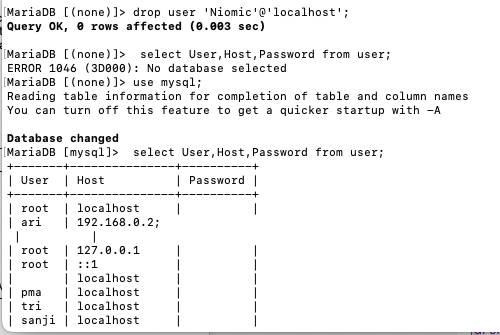 MariaDB [(none)]> drop user 'Niomic'@'localhost';
Query OK, 0 rows affected (0.003 sec)
MariaDB [(none)]>  select User,Host,Password from user;
ERROR 1046 (3D000): No database selected
MariaDB [(none)]> use mysql;
Reading table information for completion of table and column names
You can turn off this feature to get a quicker startup with -A
Database changed
MariaDB [mysql]>  select User,Host,Password from user;
+-------+--------------+----------+
| User  | Host         | Password |
+-------+--------------+----------+
| root  | localhost    |          |
| ari   | 192.168.0.2;
 |         |
| root  | 127.0.0.1    |          |
| root  | ::1          |          |
|       | localhost    |          |
| pma   | localhost    |          |
| tri   | localhost    |          |
| sanji | localhost    |          |